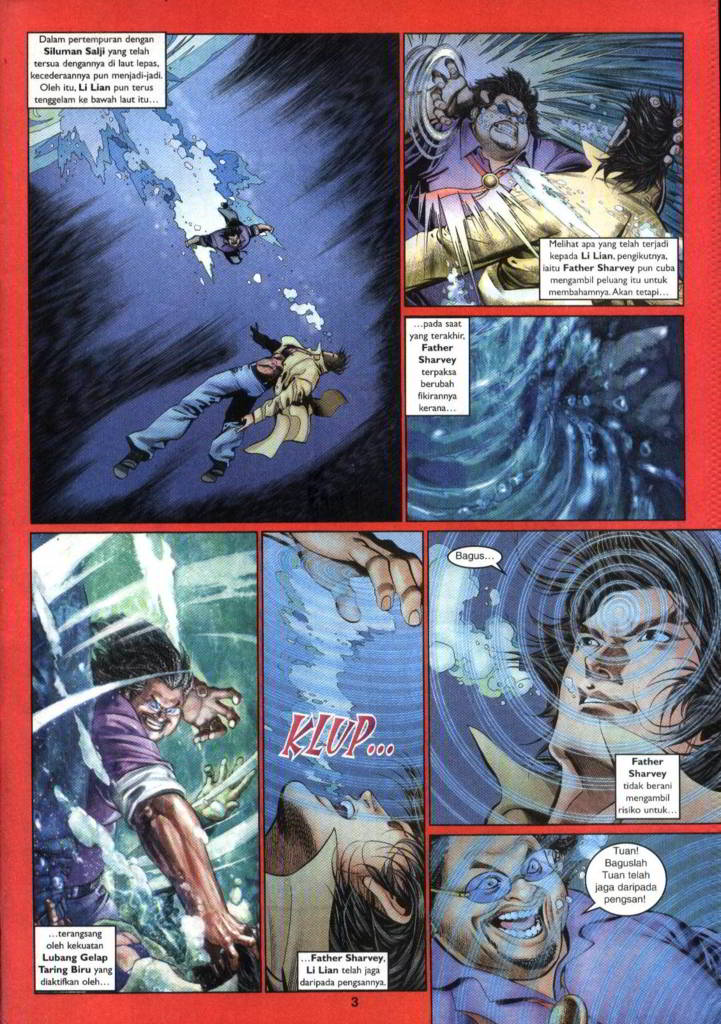 Dalam pertempuran dengan
Siluman Salji yang telah
tersua dengannya di laut lepas,
kecederaannya pun menjadi-jadi.
Oleh itu, Li Lian pun terus
tenggelam ke bawah laut itu...
Melihat apa yang telah terjadi
kepada Li Lian, pengikutnya,
iaitu Father Sharvey pun cuba
mengambil peluang itu untuk
membahamnya. Akan tetapi...
...pada saat
yang terakhir,
Father
Sharvey
terpaksa
berubah
fikirannya
kerana...
...terangsang
oleh kekuatan
Lubang Gelap
Taring Biru yang
diaktifkan oleh...
KLUP...
...Father Sharvey,
Li Lian telah jaga
daripada pengsannya.
Bagus...
Father
Sharvey
tidak berani
mengambil
risiko untuk...
Tuan!
Baguslah
Tuan telah
jaga daripada
pengsan!
3